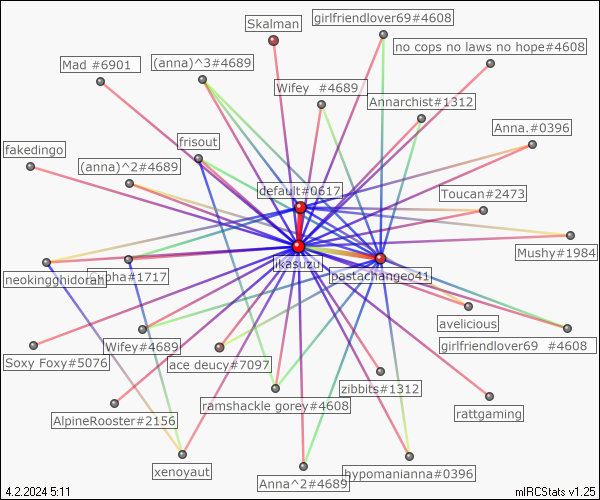 girlfriendlover69#4608
Skalman
no cops no laws no hope#4608
(anna)^3#4689
Mad #6901
Wifey  #4689
Annarchist#1312
Anna.#0396
frisout
fakedingo
(anna)^2#4689
default#0617
Toucan#2473
Mushy#1984
ikasuzu
pastachangeo41
neokingghidorah
#1717
avelicious
Wifey#4689
girlfriendlover69  #4608
Soxy Foxy#5076
ace deucy#7097
zibbits#1312
ramshackle gorey#4608
rattgaming
AlpineRooster#2156
xenoyaut
hypomanianna#0396
Anna^2#4689
4.2.2024 5:11
mIRCStats v1.25